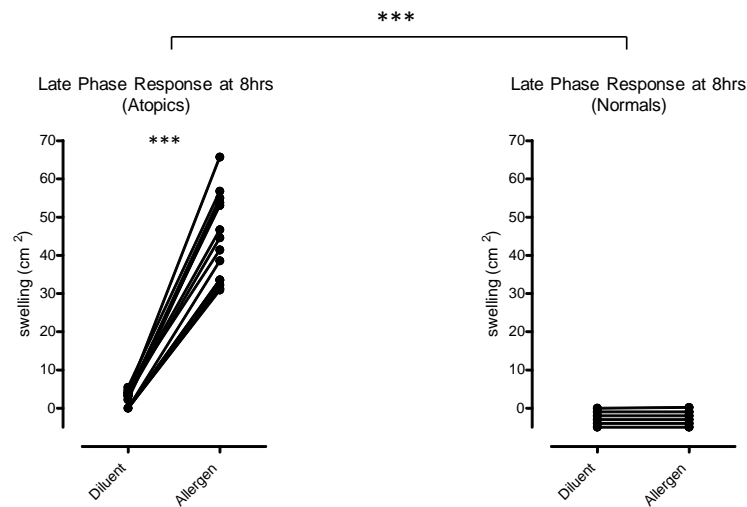 ***
Late Phase Response at 8hrs
(Atopics)
***
70
60
50
40
30
20
10
0
swelling (cm 2)
Diluent
Allergen
Late Phase Response at 8hrs
(Normals)
70
60
50
40
30
20
10
0
swelling (cm 2)
Diluent
Allergen